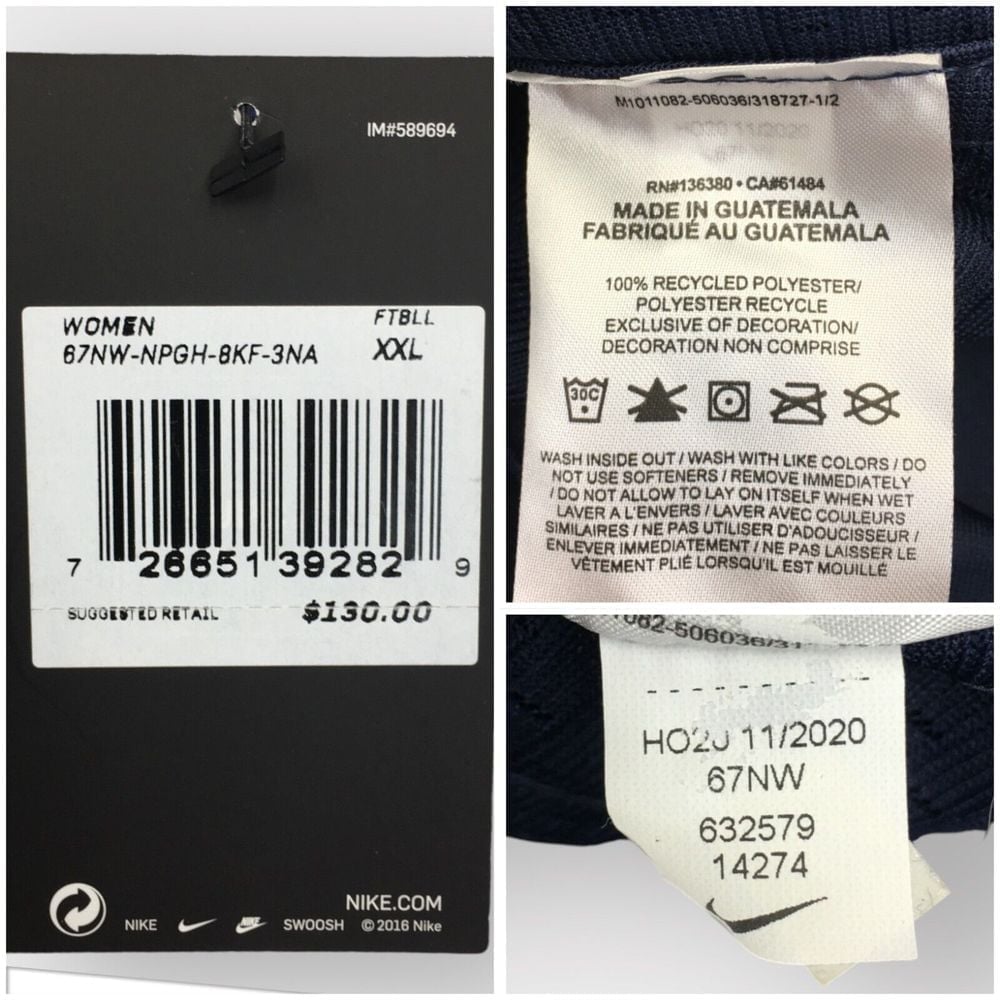 IM#589694
WOMEN FTBLL
67NW-NPGH-8KF-3NA XXL
7 26651 39282 9
SUGGESTED RETAIL $130.00
NIKE.COM
NIKE NIKE SWOOSH © 2016 Nike
M1011082-506036/318727-1/2
HO20 11/2020
67
RN#136380 • CA#61484
MADE IN GUATEMALA
FABRIQUÉ AU GUATEMALA
100% RECYCLED POLYESTER/
POLYESTER RECYCLE
EXCLUSIVE OF DECORATION/
DECORATION NON COMPRISE
30C
WASH INSIDE OUT / WASH WITH LIKE COLORS / DO
NOT USE SOFTENERS / REMOVE IMMEDIATELY
/ DO NOT ALLOW TO LAY ON ITSELF WHEN WET
LAVER A L'ENVERS / LAVER AVEC COULEURS
SIMILAIRES / NE PAS UTILISER D'ADOUCISSEUR /
ENLEVER IMMEDIATEMENT / NE PAS LAISSER LE
VÊTEMENT PLIÉ LORSQU'IL EST MOUILLÉ
HO20 11/2020
67NW
632579
14274